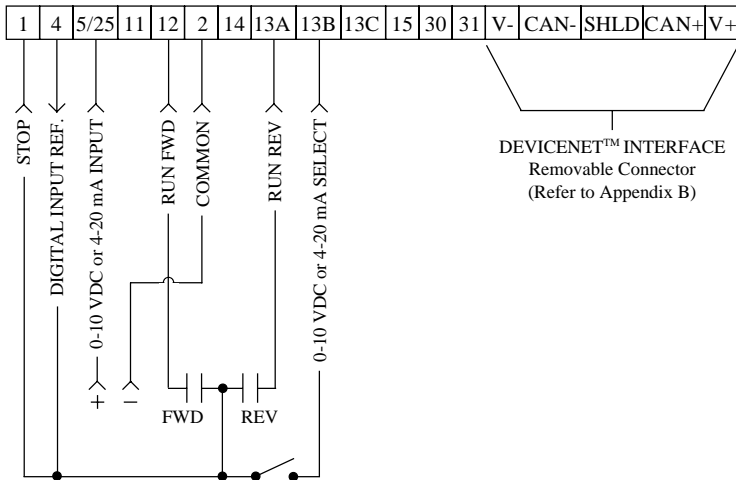 1 4 5/25 11 12 2 14 13A 13B 13C 15 30 31 V- CAN- SHLD CAN+ V+
STOP
DIGITAL INPUT REF.
0-10 VDC or 4-20 mA INPUT
RUN FWD
COMMON
RUN REV
0-10 VDC or 4-20 mA SELECT
DEVICENET™ INTERFACE
Removable Connector
(Refer to Appendix B)
+ −
FWD REV